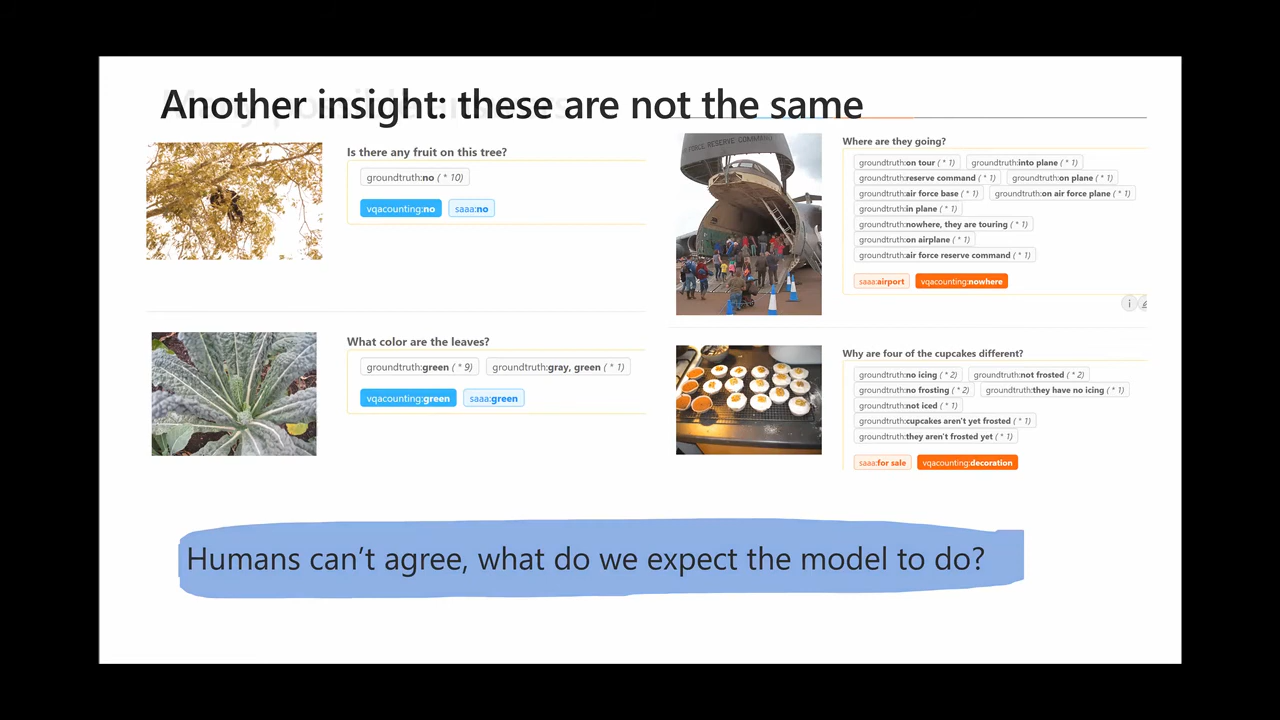 Another insight: these are not the same
Is there any fruit on this tree?
groundtruth:no ( * 10)
vqacounting:no saaa:no
What color are the leaves?
groundtruth:green ( * 9) groundtruth:gray, green ( * 1)
vqacounting:green saaa:green
FORCE RESERVE COMMAND
Where are they going?
groundtruth:on tour ( * 1) groundtruth:into plane ( * 1)
groundtruth:reserve command ( * 1) groundtruth:on plane ( * 1)
groundtruth:air force base ( * 1) groundtruth:on air force plane ( * 1)
groundtruth:in plane ( * 1)
groundtruth:nowhere, they are touring ( * 1)
groundtruth:on airplane ( * 1)
groundtruth:air force reserve command ( * 1)
saaa:airport vqacounting:nowhere
i
Why are four of the cupcakes different?
groundtruth:no icing ( * 2) groundtruth:not frosted ( * 2)
groundtruth:no frosting ( * 2) groundtruth:they have no icing ( * 1)
groundtruth:not iced ( * 1)
groundtruth:cupcakes aren't yet frosted ( * 1)
groundtruth:they aren't frosted yet ( * 1)
saaa:for sale vqacounting:decoration
Humans can't agree, what do we expect the model to do?